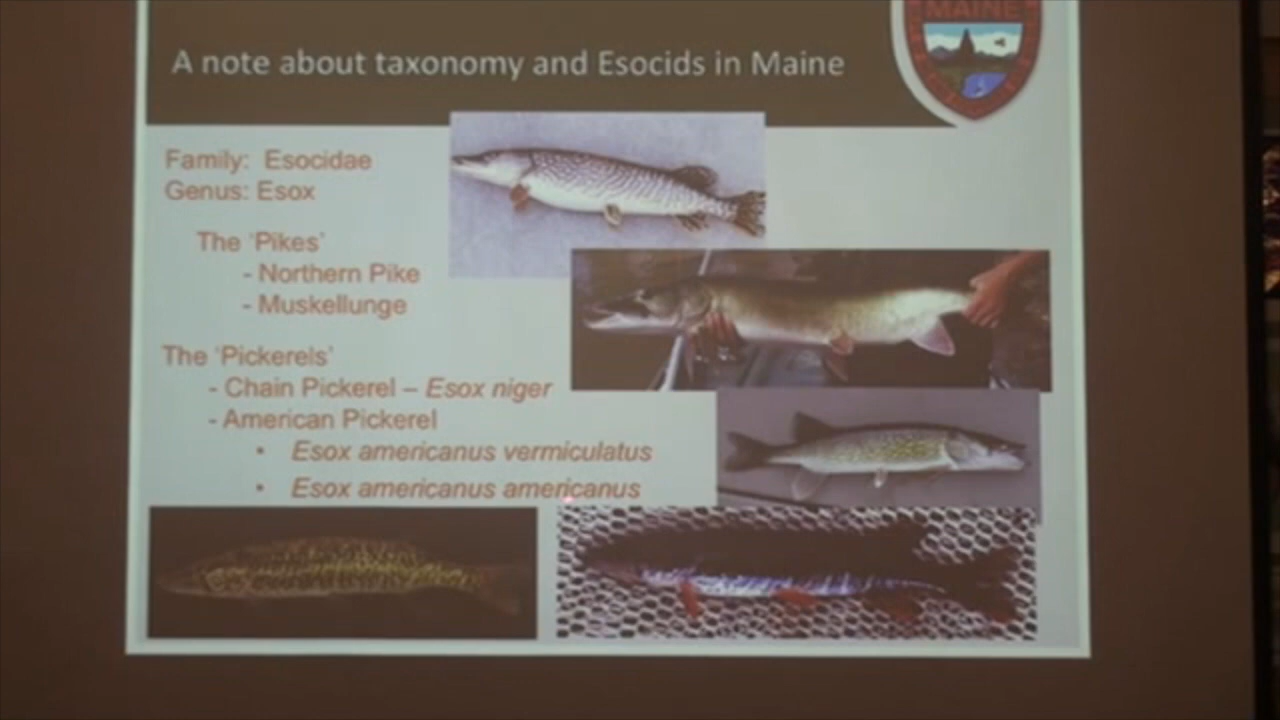 MAINE
A note about taxonomy and Esocids in Maine
Family: Esocidae
Genus: Esox
The 'Pikes'
- Northern Pike
- Muskellunge
The 'Pickerels'
- Chain Pickerel – Esox niger
- American Pickerel
• Esox americanus vermiculatus
• Esox americanus americanus